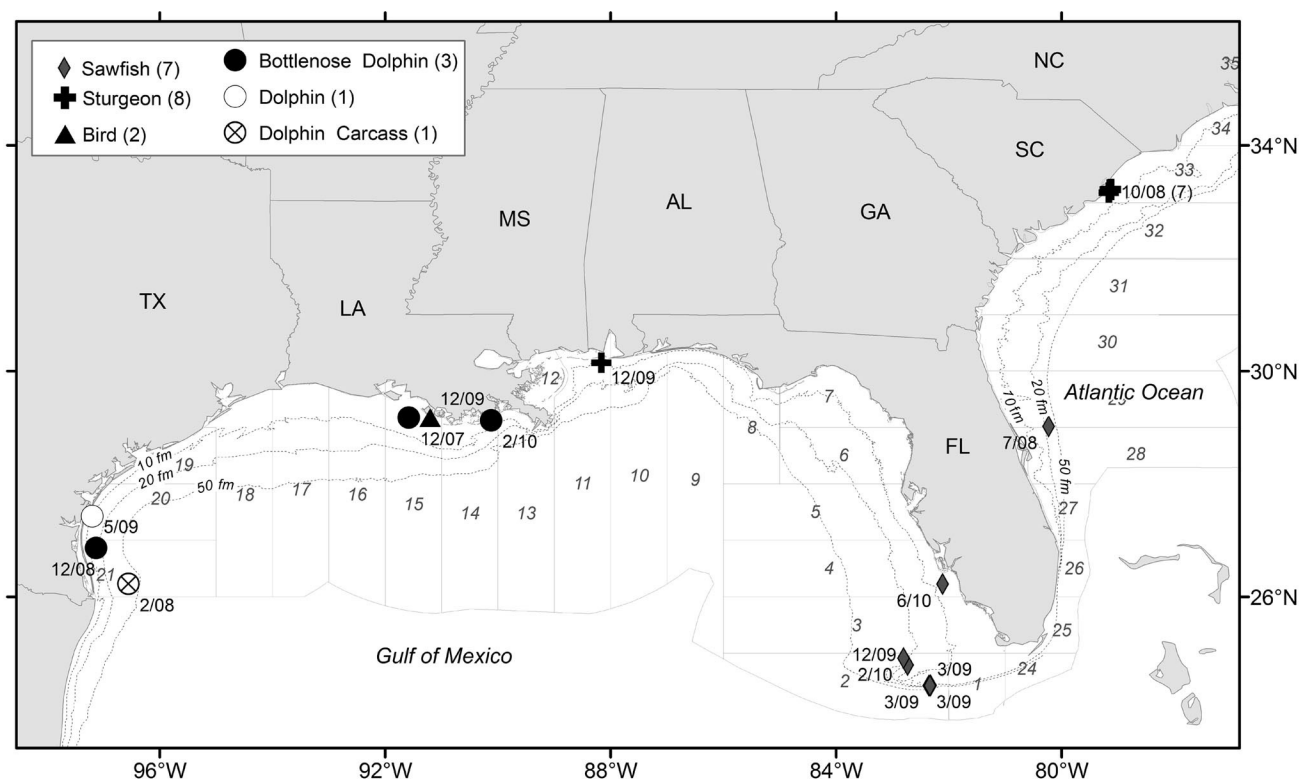 Sawfish (7)
Sturgeon (8)
Bird (2)
Bottlenose Dolphin (3)
Dolphin (1)
Dolphin Carcass (1)
NC
35
34
34°N
SC
33
10/08 (7)
32
MS
AL
GA
TX
LA
31
30
30°N
12
12/09
Atlantic Ocean
29
10 fm
20 fm
50 fm
7/08
28
27
26
26°N
25
24
FL
7
8
6
5
4
3
2
1
12/09
12/07
2/10
10 fm
20 fm
50 fm
19
20
18
17
16
15
14
13
11
10
9
5/09
12/08
21
2/08
6/10
12/09
2/10
3/09
3/09
3/09
Gulf of Mexico
96°W
92°W
88°W
84°W
80°W